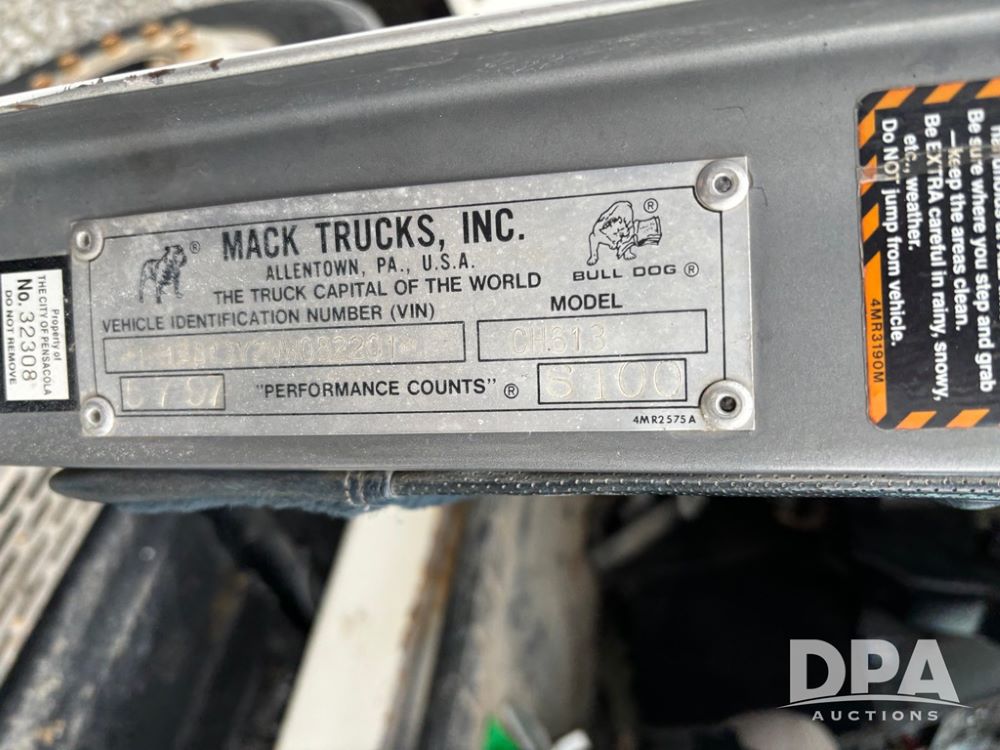 MACK TRUCKS, INC.
ALLENTOWN, PA., U.S.A.
THE TRUCK CAPITAL OF THE WORLD
BULL DOG ®
VEHICLE IDENTIFICATION NUMBER (VIN)
MODEL
CH613
"PERFORMANCE COUNTS" ®
8100
4MR2575A
Property of
THE CITY OF PENSACOLA
No. 32308
DO NOT REMOVE
Be sure where you step and grab
—keep the areas clean.
Be EXTRA careful in rainy, snowy,
etc., weather.
Do NOT jump from vehicle.
4MR3190M
DPA
AUCTIONS